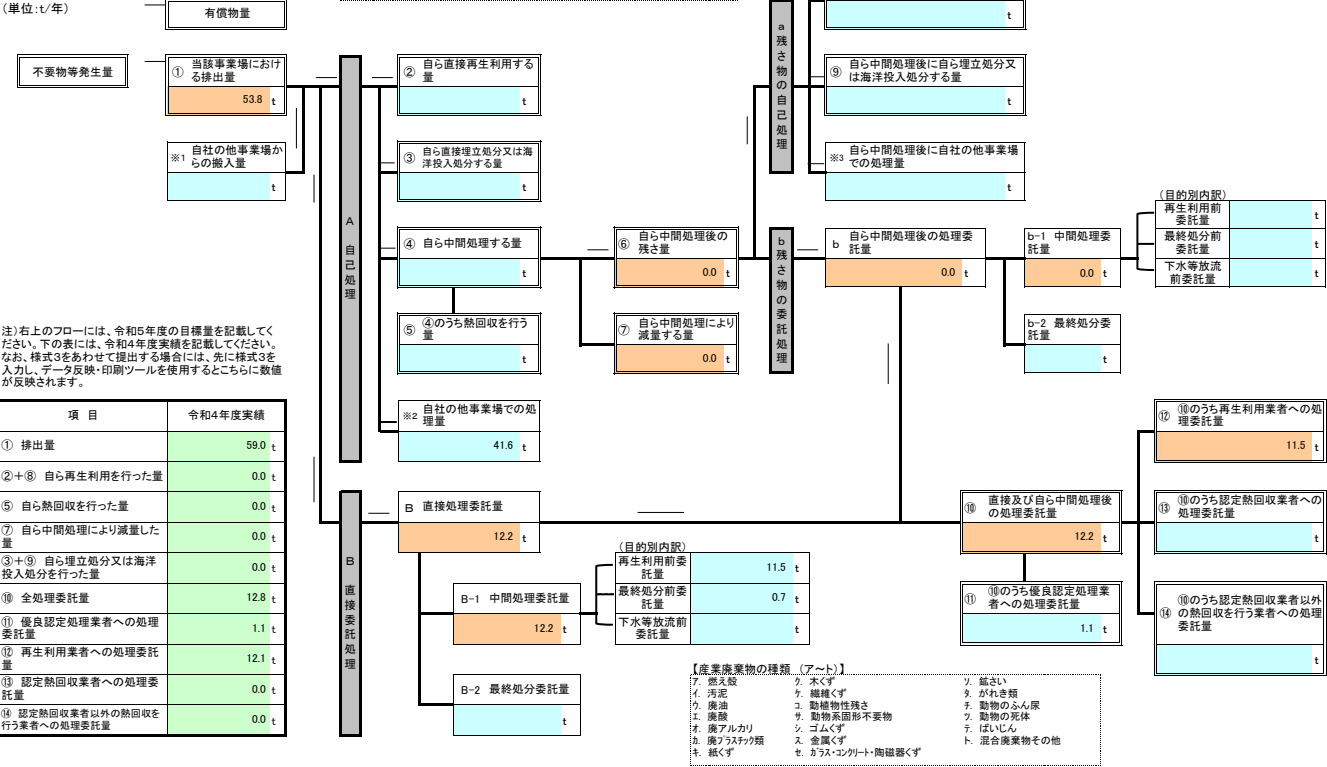 (単位:t/年)
有償物量
不要物等発生量
① 当該事業場におけ
る排出量
53.8 t
※1 自社の他事業場か
らの搬入量
t
A 自己処理
② 自ら直接再生利用する
量
t
③ 自ら直接埋立処分又は海
洋投入処分する量
t
④ 自ら中間処理する量
t
⑤ ④のうち熱回収を行う
量
t
※2 自社の他事業場での処
理量
41.6 t
⑥ 自ら中間処理後の
残さ量
0.0 t
⑦ 自ら中間処理により
減量する量
0.0 t
a 残さ物の自己処理
t
⑨ 自ら中間処理後に自ら埋立処分又
は海洋投入処分する量
t
※3 自ら中間処理後に自社の他事業場
での処理量
t
b 残さ物の委託処理
b 自ら中間処理後の処理委
託量
0.0 t
b-1 中間処理委
託量
0.0 t
(目的別内訳)
再生利用前
委託量
t
最終処分前
委託量
t
下水等放流
前委託量
t
b-2 最終処分委
託量
t
注)右上のフローには、令和5年度の目標量を記載してく
ださい。下の表には、令和4年度実績を記載してください。
なお、様式3をあわせて提出する場合には、先に様式3を
入力し、データ反映・印刷ツールを使用するとこちらに数値
が反映されます。
項 目 令和4年度実績
① 排出量 59.0 t
②+⑧ 自ら再生利用を行った量 0.0 t
⑤ 自ら熱回収を行った量 0.0 t
⑦ 自ら中間処理により減量した
量 0.0 t
③+⑨ 自ら埋立処分又は海洋
投入処分を行った量 0.0 t
⑩ 全処理委託量 12.8 t
⑪ 優良認定処理業者への処理
委託量 1.1 t
⑫ 再生利用業者への処理委託
量 12.1 t
⑬ 認定熱回収業者への処理委
託量 0.0 t
⑭ 認定熱回収業者以外の熱回収を
行う業者への処理委託量 0.0 t
B 直接委託処理
B 直接処理委託量
12.2 t
B-1 中間処理委託量
12.2 t
(目的別内訳)
再生利用前委
託量 11.5 t
最終処分前委
託量 0.7 t
下水等放流前
委託量 t
B-2 最終処分委託量
t
⑩ 直接及び自ら中間処理後
の処理委託量
12.2 t
⑪ ⑩のうち優良認定処理業
者への処理委託量
1.1 t
⑫ ⑩のうち再生利用業者への処
理委託量
11.5 t
⑬ ⑩のうち認定熱回収業者への
処理委託量
t
⑭ ⑩のうち認定熱回収業者以外
の熱回収を行う業者への処理
委託量
t
【産業廃棄物の種類 (ア~ト)】
ア. 燃え殻 ク. 木くず ソ. 鉱さい
イ. 汚泥 ケ. 繊維くず タ. がれき類
ウ. 廃油 コ. 動植物性残さ チ. 動物のふん尿
エ. 廃酸 サ. 動物系固形不要物 ツ. 動物の死体
オ. 廃アルカリ シ. ゴムくず テ. ばいじん
カ. 廃プラスチック類 ス. 金属くず ト. 混合廃棄物その他
キ. 紙くず セ. ガラス・コンクリート・陶磁器くず